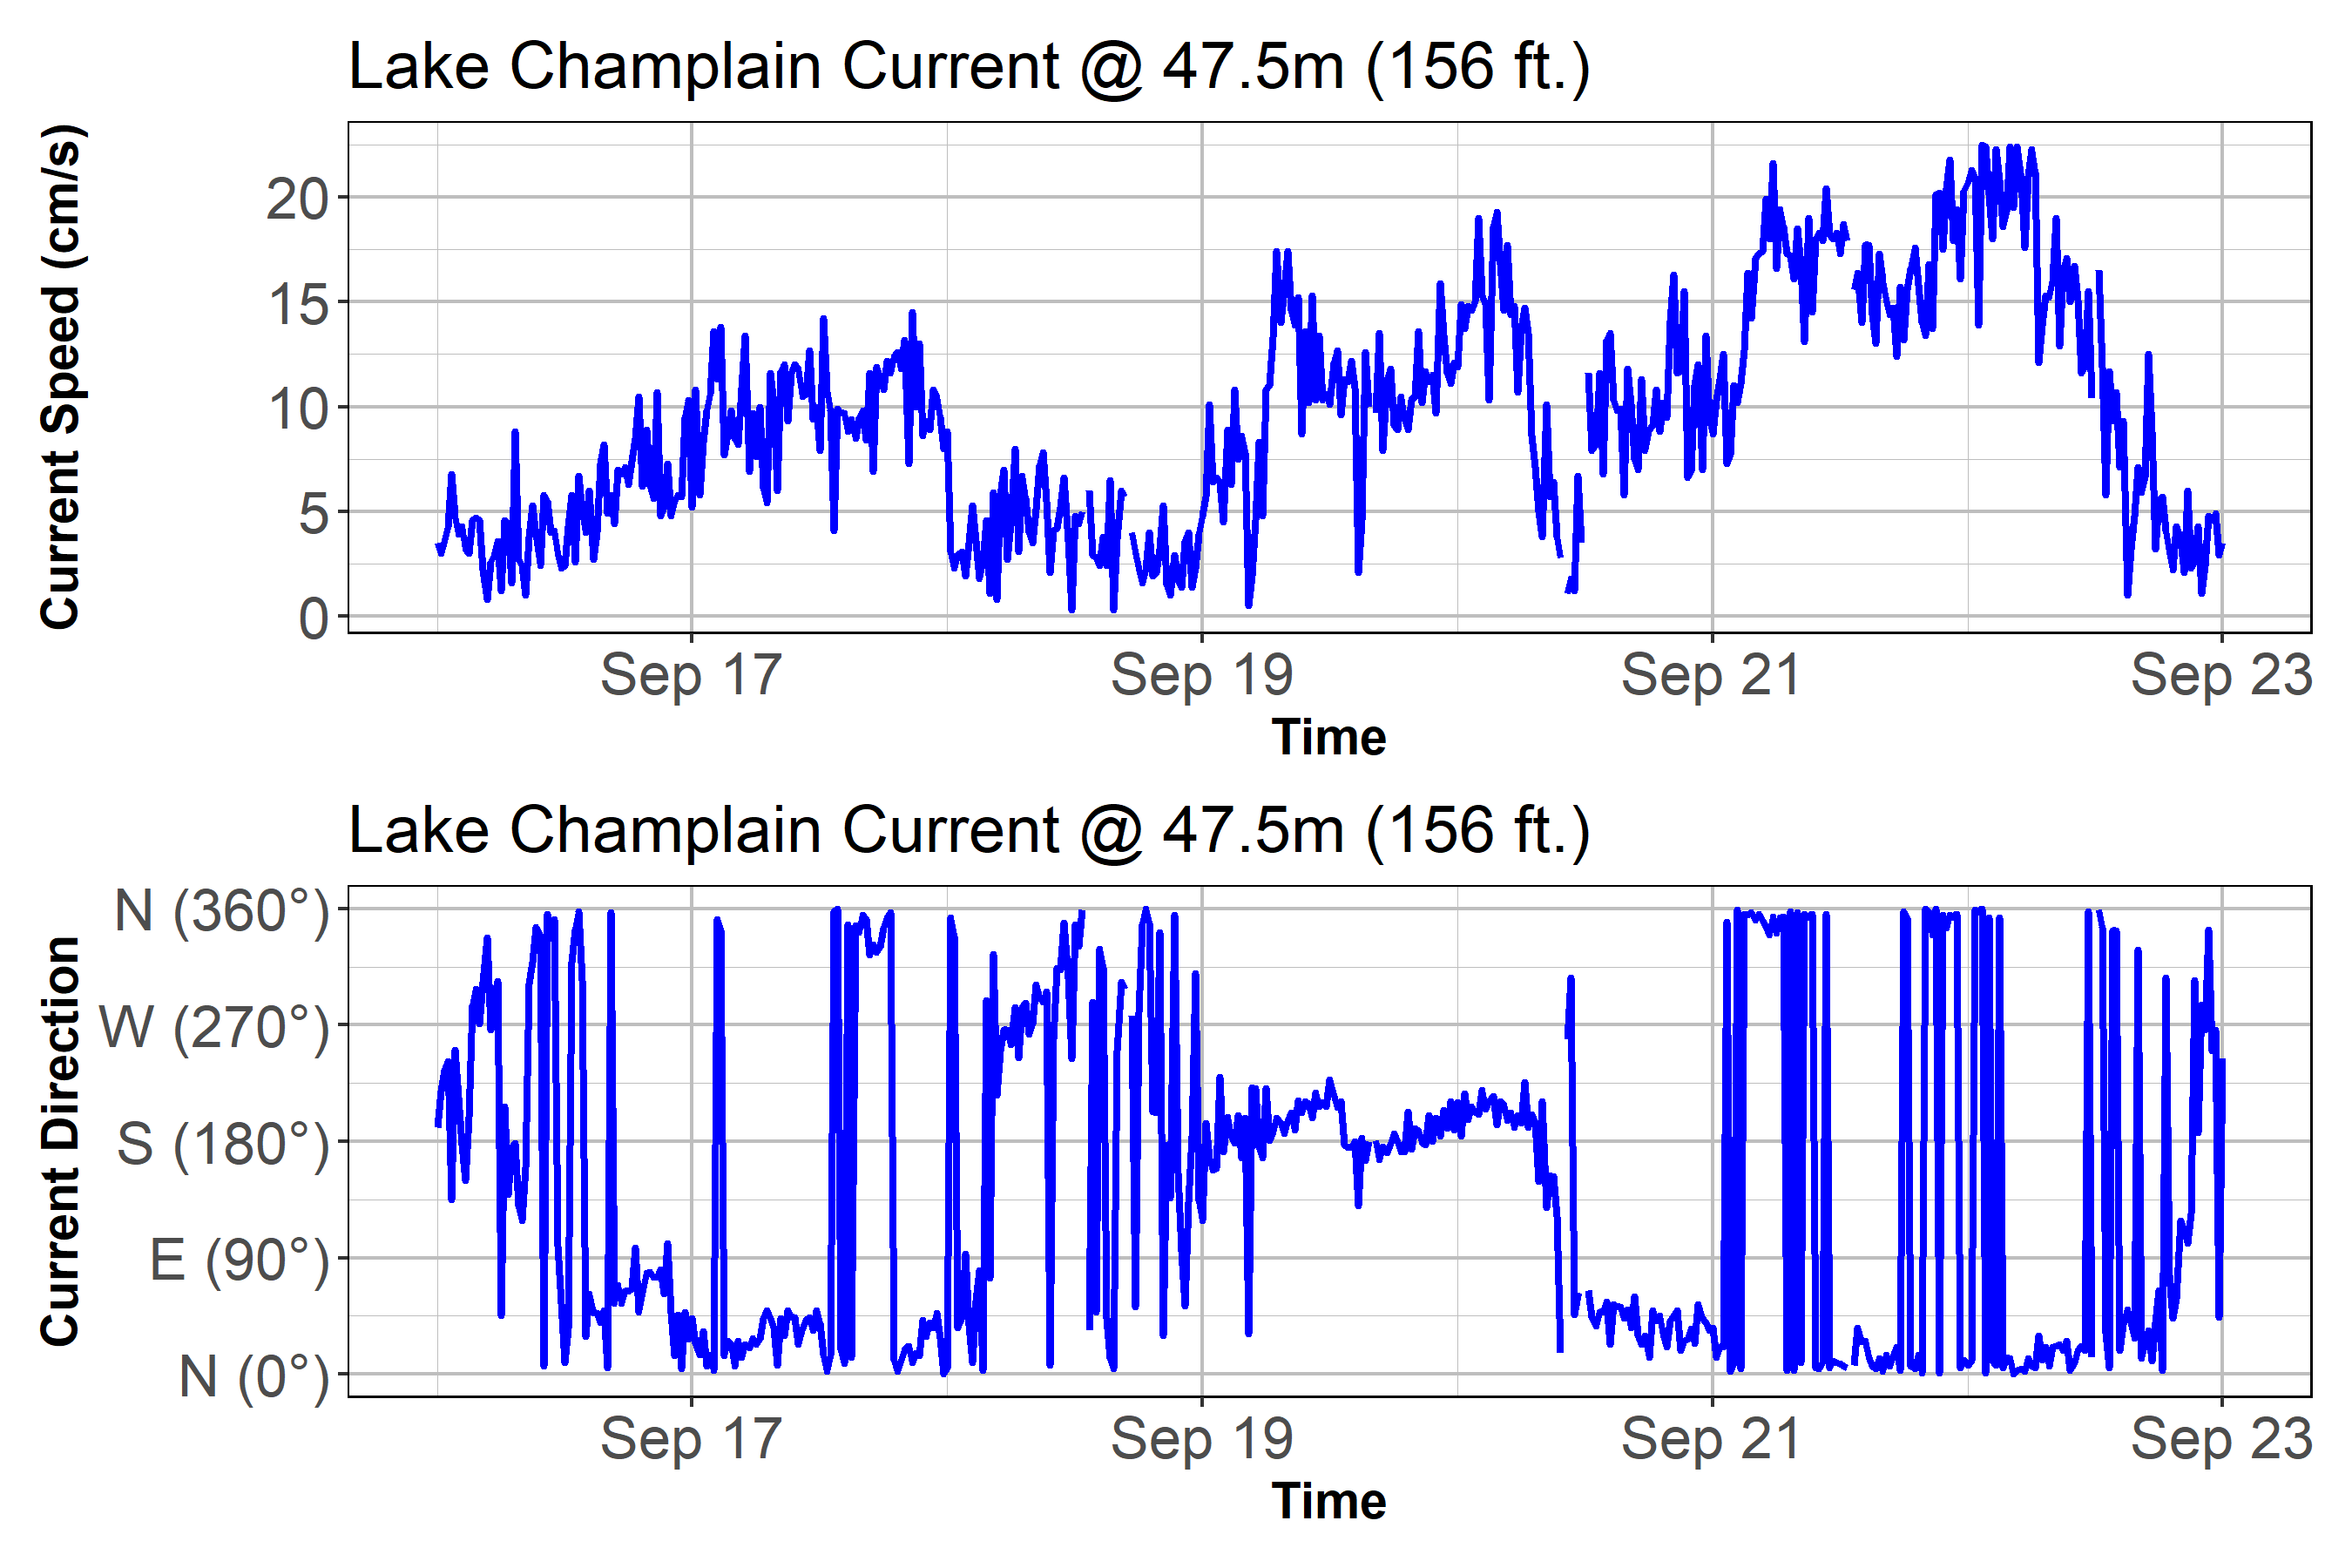 Lake Champlain Current @ 47.5m (156 ft.)
Current Speed (cm/s)
20
15
10
5
0
Sep 17 Sep 19 Sep 21 Sep 23
Time
Lake Champlain Current @ 47.5m (156 ft.)
Current Direction
N (360°)
W (270°)
S (180°)
E (90°)
N (0°)
Sep 17 Sep 19 Sep 21 Sep 23
Time